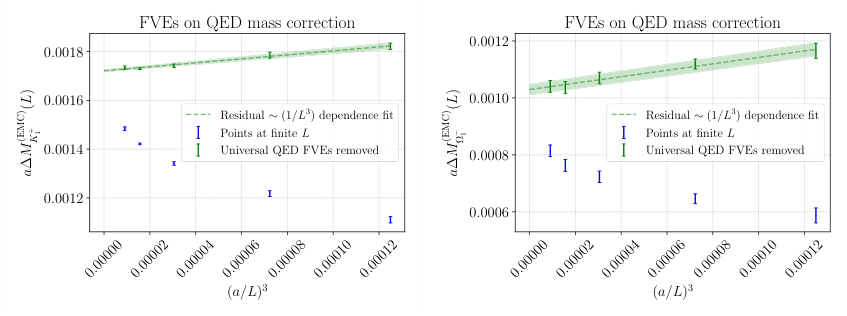 FVEs on QED mass correction
aΔM^{(EMC)}_{K_1^+}(L)
0.0018
0.0016
0.0014
0.0012
Residual ∼ (1/L³) dependence fit
Points at finite L
Universal QED FVEs removed
0.00000
0.00002
0.00004
0.00006
0.00008
0.00010
0.00012
(a/L)³
FVEs on QED mass correction
aΔM^{(EMC)}_{Ω_1^-}(L)
0.0012
0.0010
0.0008
0.0006
Residual ∼ (1/L³) dependence fit
Points at finite L
Universal QED FVEs removed
0.00000
0.00002
0.00004
0.00006
0.00008
0.00010
0.00012
(a/L)³